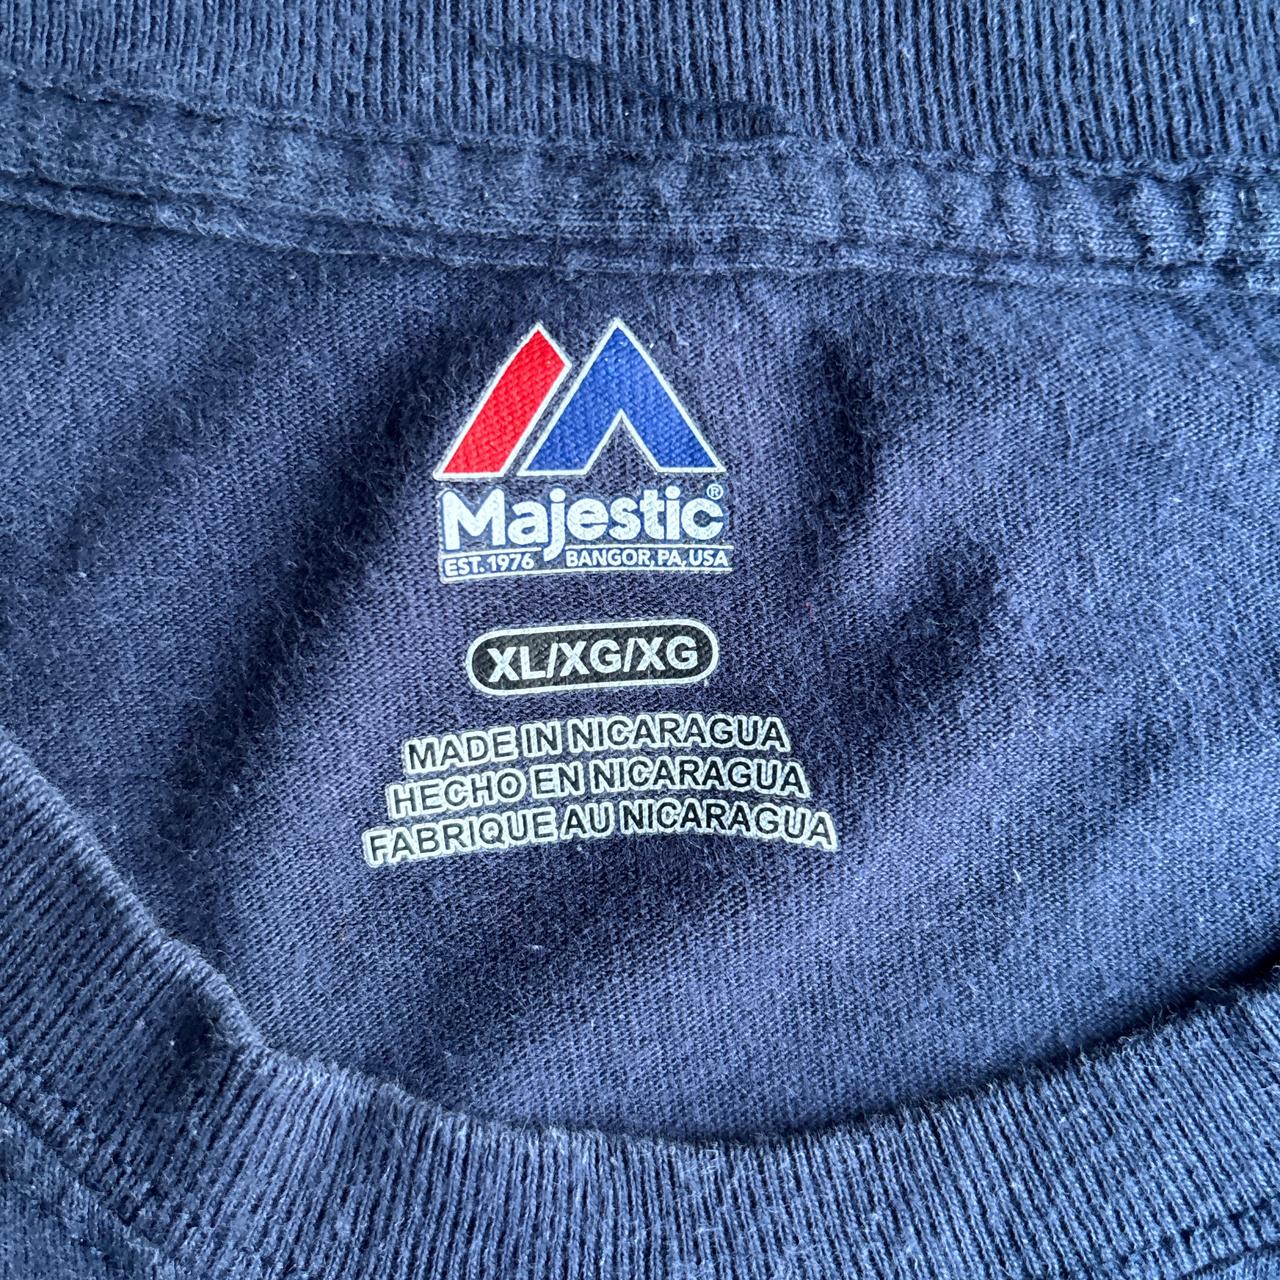 Majestic®
EST. 1976 BANGOR, PA, USA
XL/XG/XG
MADE IN NICARAGUA
HECHO EN NICARAGUA
FABRIQUE AU NICARAGUA